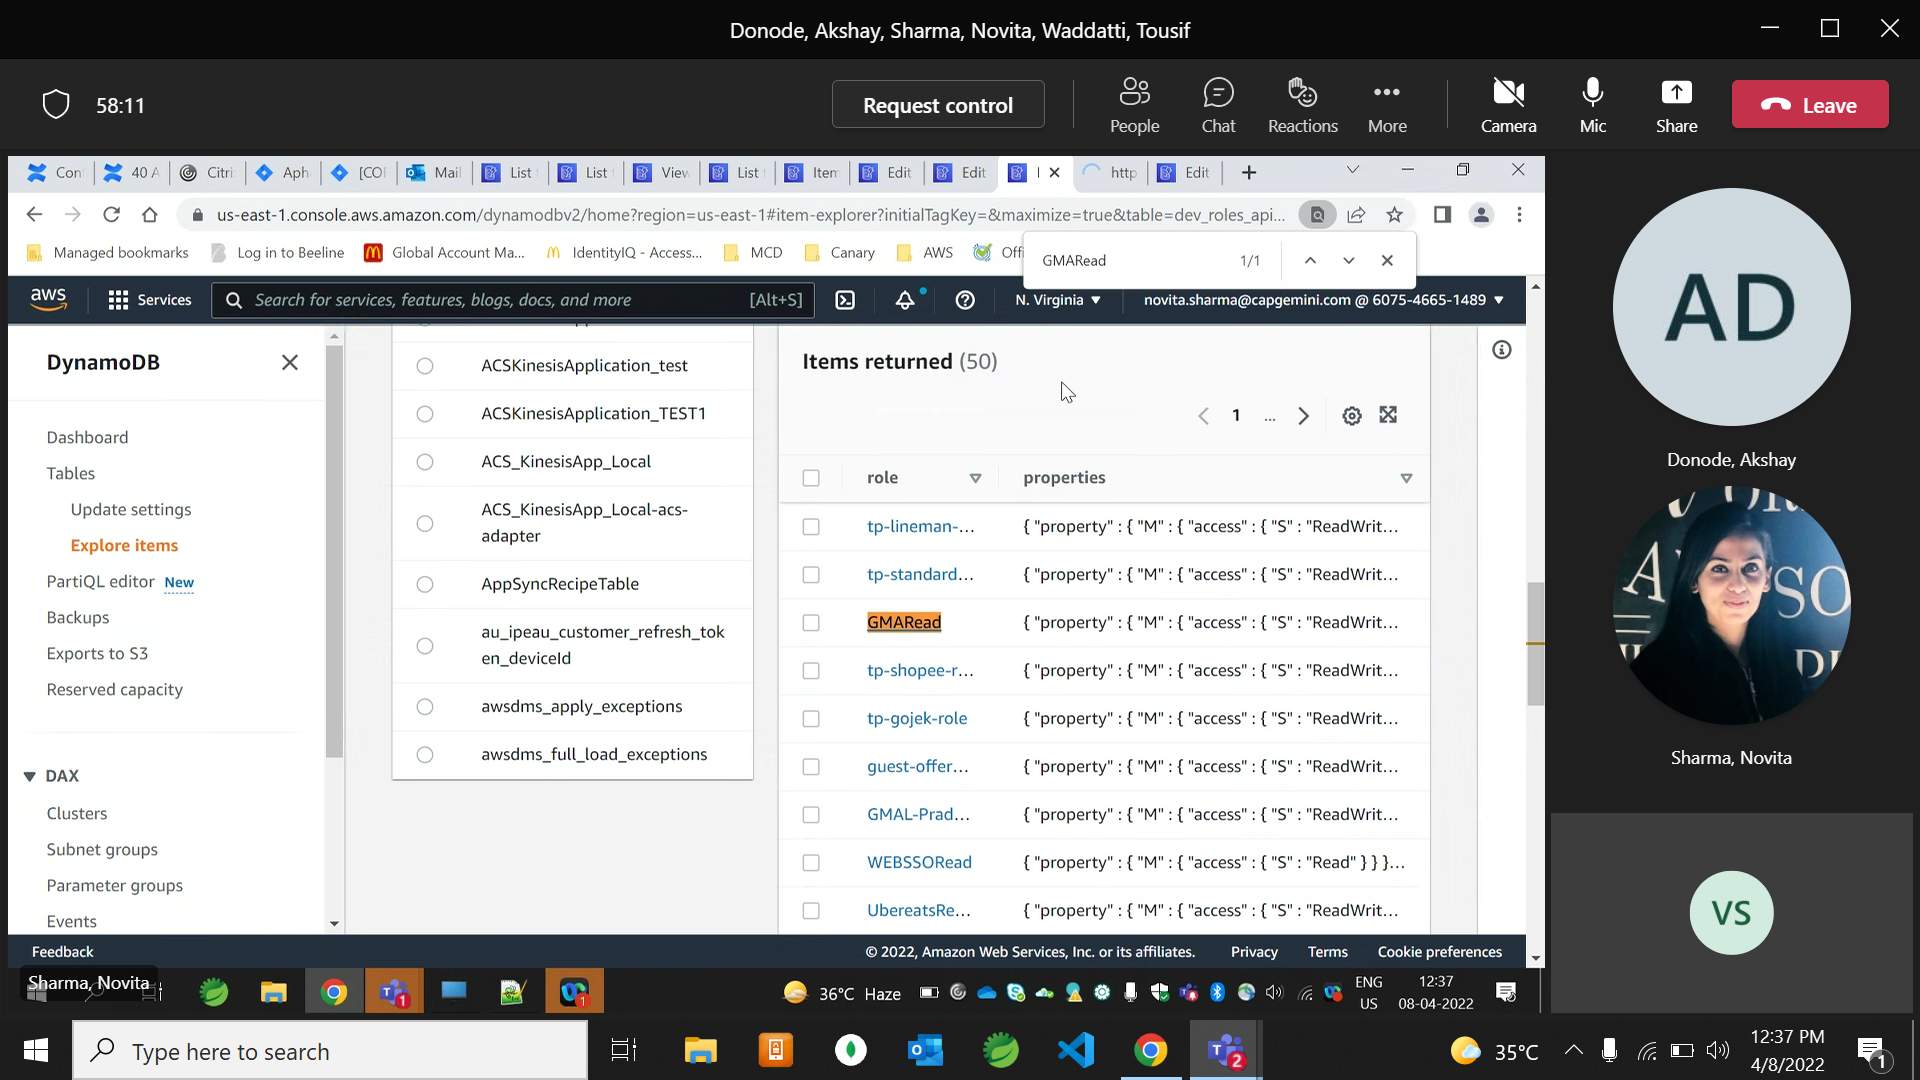 Donode, Akshay, Sharma, Novita, Waddatti, Tousif
58:11
Request control
People
Chat
Reactions
More
Camera
Mic
Share
Leave
Con
40 A
Citri
Aph
[COI
Mail
List
List
View
List
Item
Edit
Edit
http
Edit
us-east-1.console.aws.amazon.com/dynamodbv2/home?region=us-east-1#item-explorer?initialTagKey=&maximize=true&table=dev_roles_api...
Managed bookmarks
Log in to Beeline
Global Account Ma...
IdentityIQ - Access...
MCD
Canary
AWS
GMARead
1/1
aws
Services
Search for services, features, blogs, docs, and more
[Alt+S]
N. Virginia
novita.sharma@capgemini.com @ 6075-4665-1489
DynamoDB
Dashboard
Tables
Update settings
Explore items
PartiQL editor New
Backups
Exports to S3
Reserved capacity
DAX
Clusters
Subnet groups
Parameter groups
Events
ACSKinesisApplication_test
ACSKinesisApplication_TEST1
ACS_KinesisApp_Local
ACS_KinesisApp_Local-acs-
adapter
AppSyncRecipeTable
au_ipeau_customer_refresh_tok
en_deviceId
awsdms_apply_exceptions
awsdms_full_load_exceptions
Items returned (50)
1
...
role
properties
tp-lineman-... { "property" : { "M" : { "access" : { "S" : "ReadWrit...
tp-standard... { "property" : { "M" : { "access" : { "S" : "ReadWrit...
GMARead { "property" : { "M" : { "access" : { "S" : "ReadWrit...
tp-shopee-r... { "property" : { "M" : { "access" : { "S" : "ReadWrit...
tp-gojek-role { "property" : { "M" : { "access" : { "S" : "ReadWrit...
guest-offer... { "property" : { "M" : { "access" : { "S" : "ReadWrit...
GMAL-Prad... { "property" : { "M" : { "access" : { "S" : "ReadWrit...
WEBSSORead { "property" : { "M" : { "access" : { "S" : "Read" } } }...
UbereatsRe... { "property" : { "M" : { "access" : { "S" : "ReadWrit...
Feedback
© 2022, Amazon Web Services, Inc. or its affiliates.
Privacy
Terms
Cookie preferences
Sharma, Novita
36°C Haze
ENG
US
12:37
08-04-2022
AD
Donode, Akshay
Sharma, Novita
VS
Type here to search
2
35°C
12:37 PM
4/8/2022
1